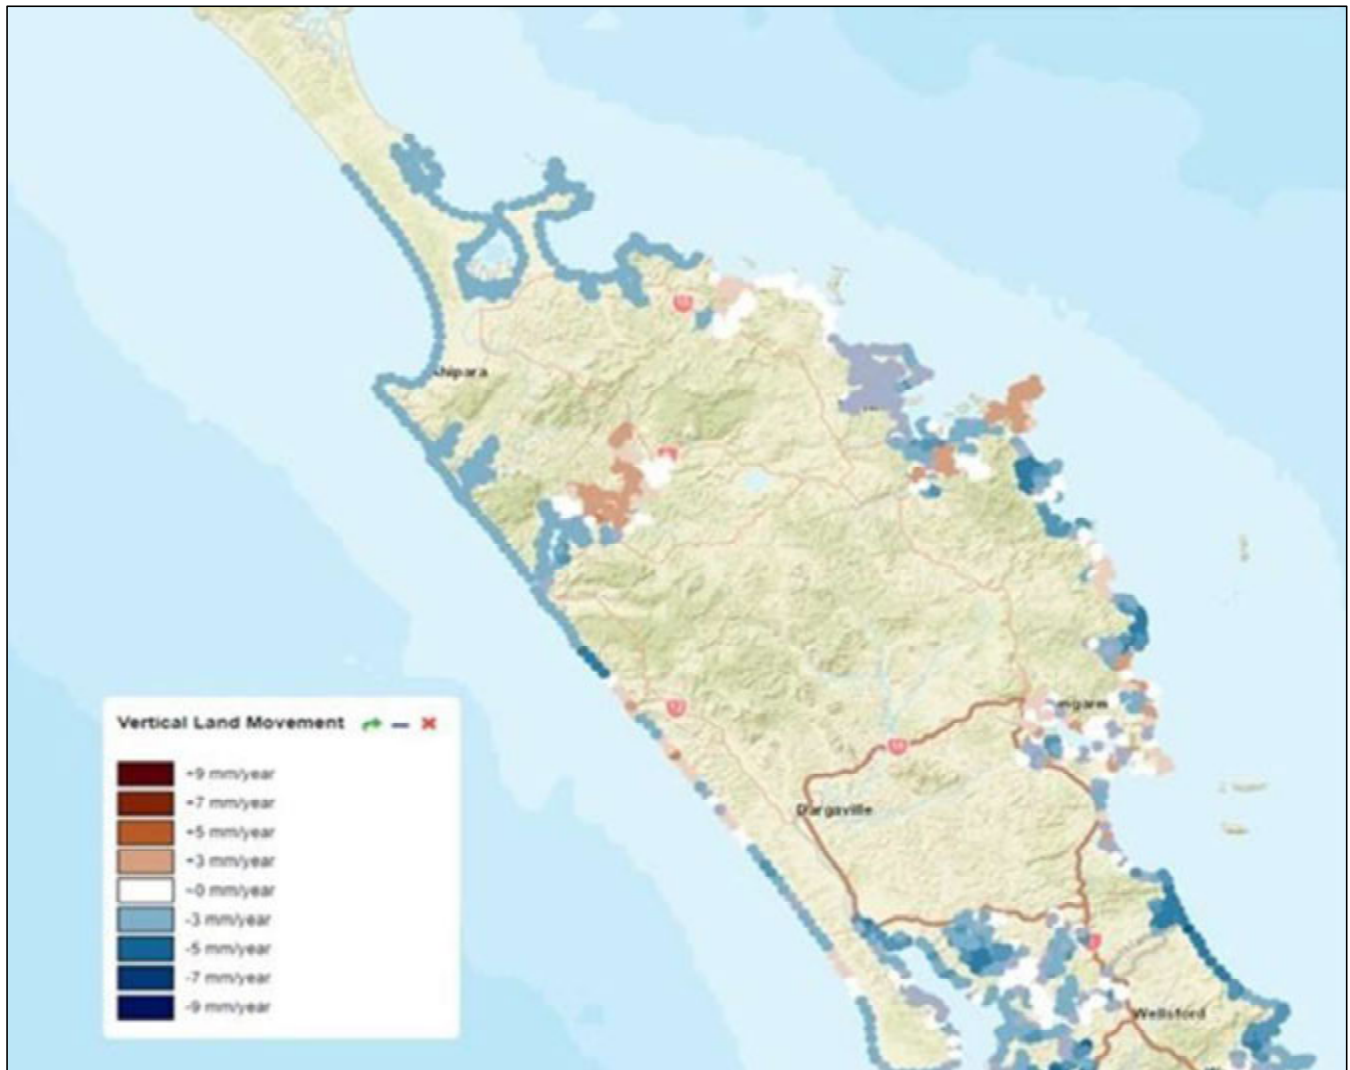 hipara
Dargaville
Wellsford
Vertical Land Movement
+9 mm/year
+7 mm/year
+5 mm/year
+3 mm/year
~0 mm/year
-3 mm/year
-5 mm/year
-7 mm/year
-9 mm/year